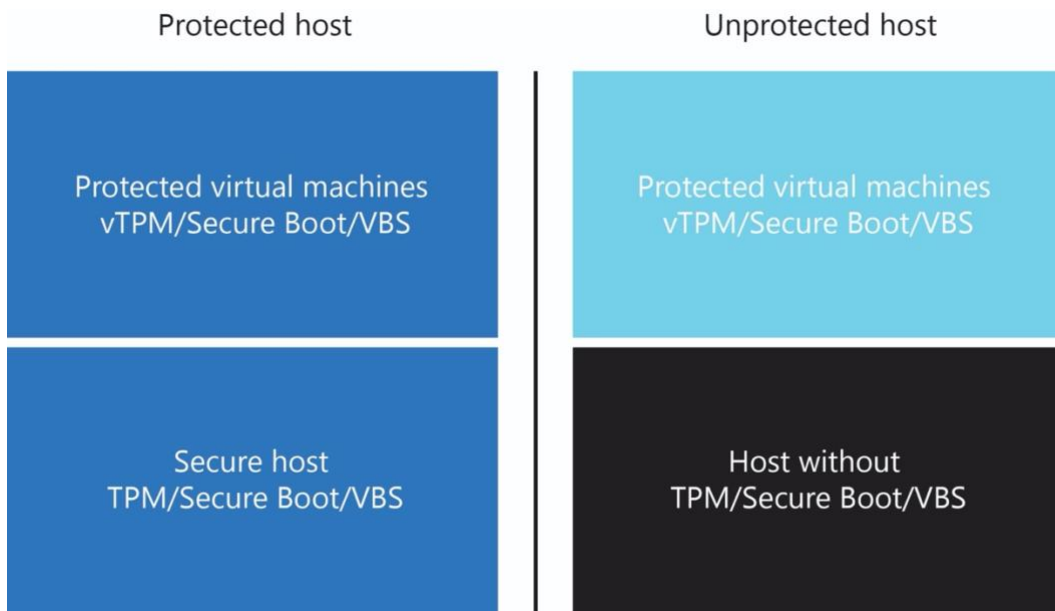 Protected host
Unprotected host
Protected virtual machines
vTPM/Secure Boot/VBS
Protected virtual machines
vTPM/Secure Boot/VBS
Secure host
TPM/Secure Boot/VBS
Host without
TPM/Secure Boot/VBS